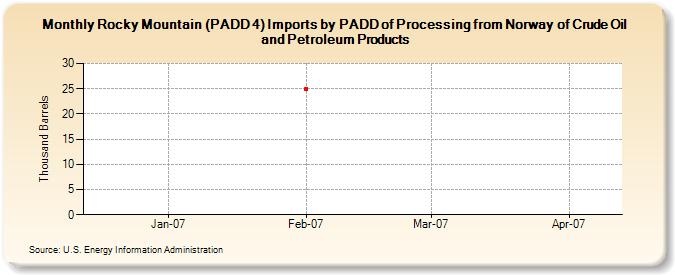 Monthly Rocky Mountain (PADD 4) Imports by PADD of Processing from Norway of Crude Oil
and Petroleum Products
Thousand Barrels
30
25
20
15
10
5
0
Jan-07 Feb-07 Mar-07 Apr-07
Source: U.S. Energy Information Administration